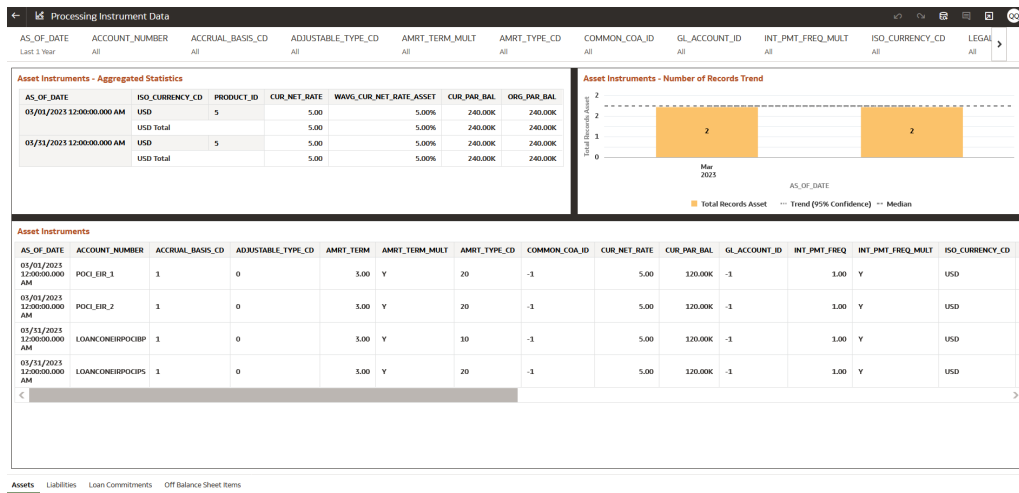 Processing Instrument Data
QQ
AS_OF_DATE ACCOUNT_NUMBER ACCRUAL_BASIS_CD ADJUSTABLE_TYPE_CD AMRT_TERM_MULT AMRT_TYPE_CD COMMON_COA_ID GL_ACCOUNT_ID INT_PMT_FREQ_MULT ISO_CURRENCY_CD LEGAL
Last 1 Year All All All All All All All All All All
Asset Instruments - Aggregated Statistics
AS_OF_DATE ISO_CURRENCY_CD PRODUCT_ID CUR_NET_RATE WAVG_CUR_NET_RATE_ASSET CUR_PAR_BAL ORG_PAR_BAL
03/01/2023 12:00:00.000 AM USD 5 5.00 5.00% 240.00K 240.00K
USD Total 5.00 5.00% 240.00K 240.00K
03/31/2023 12:00:00.000 AM USD 5 5.00 5.00% 240.00K 240.00K
USD Total 5.00 5.00% 240.00K 240.00K
Asset Instruments - Number of Records Trend
Total Records Asset
2
2
1
0
2 2
Mar
2023
AS_OF_DATE
Total Records Asset Trend (95% Confidence) Median
Asset Instruments
AS_OF_DATE ACCOUNT_NUMBER ACCRUAL_BASIS_CD ADJUSTABLE_TYPE_CD AMRT_TERM AMRT_TERM_MULT AMRT_TYPE_CD COMMON_COA_ID CUR_NET_RATE CUR_PAR_BAL GL_ACCOUNT_ID INT_PMT_FREQ INT_PMT_FREQ_MULT ISO_CURRENCY_CD
03/01/2023
12:00:00.000 POCI_EIR_1 1 0 3.00 Y 20 -1 5.00 120.00K -1 1.00 Y USD
AM
03/01/2023
12:00:00.000 POCI_EIR_2 1 0 3.00 Y 20 -1 5.00 120.00K -1 1.00 Y USD
AM
03/31/2023
12:00:00.000 LOANCONEIRPOCIBP 1 0 3.00 Y 10 -1 5.00 120.00K -1 1.00 Y USD
AM
03/31/2023
12:00:00.000 LOANCONEIRPOCIPS 1 0 3.00 Y 20 -1 5.00 120.00K -1 1.00 Y USD
AM
Assets Liabilities Loan Commitments Off Balance Sheet Items